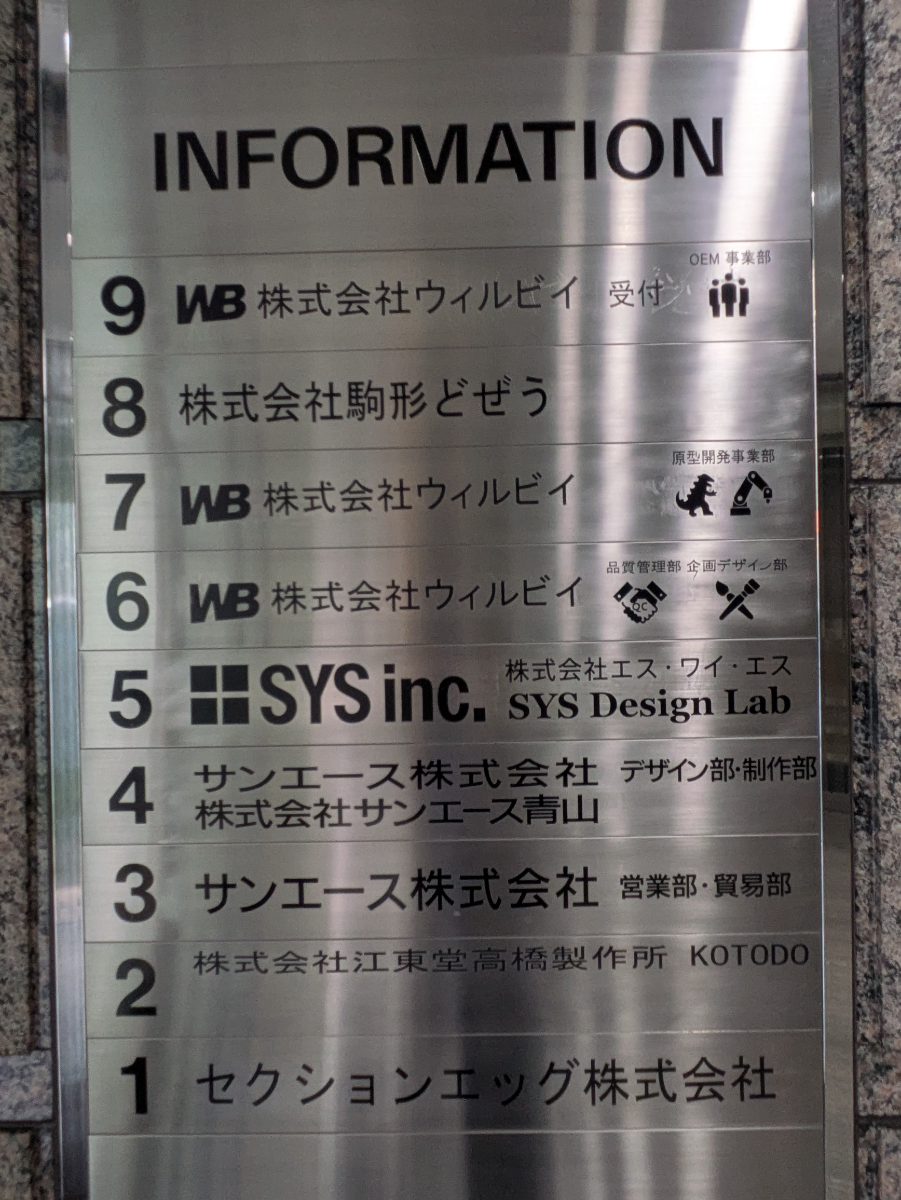 INFORMATION
OEM 事業部
9 WB 株式会社ウィルビイ 受付
8 株式会社駒形どぜう
原型開発事業部
7 WB 株式会社ウィルビイ
品質管理部 企画デザイン部
6 WB 株式会社ウィルビイ
QC
5 SYS inc. 株式会社エス・ワイ・エス
SYS Design Lab
4 サンエース株式会社 デザイン部・制作部
株式会社サンエース青山
3 サンエース株式会社 営業部・貿易部
2 株式会社江東堂高橋製作所 KOTODO
1 セクションエッグ株式会社